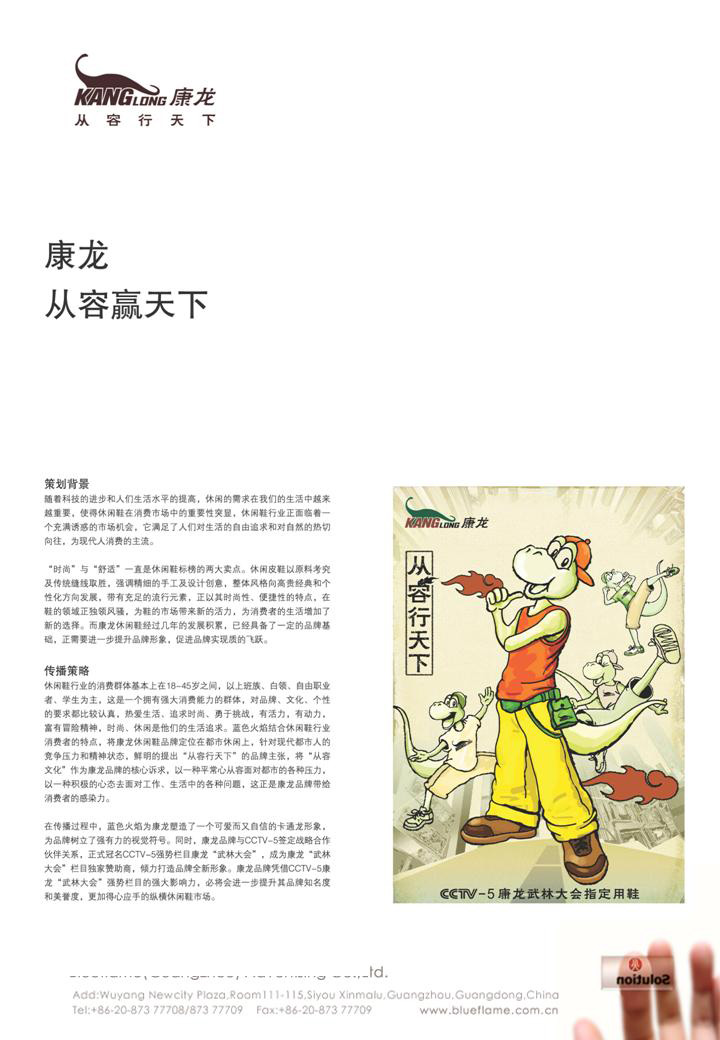 KANGLONG 康龙
从容行天下
康龙
从容赢天下
策划背景
随着科技的进步和人们生活水平的提高，休闲的需求在我们的生活中越来
越重要，使得休闲鞋在消费市场中的重要性突显，休闲鞋行业正面临着一
个充满诱惑的市场机会，它满足了人们对生活的自由追求和对自然的热切
向往，为现代人消费的主流。
“时尚”与“舒适”一直是休闲鞋标榜的两大卖点。休闲皮鞋以原料考究
及传统缝线取胜，强调精细的手工及设计创意，整体风格向高贵经典和个
性化方向发展，带有充足的流行元素，正以其时尚性、便捷性的特点，在
鞋的领域正独领风骚，为鞋的市场带来新的活力，为消费者的生活增加了
新的选择。而康龙休闲鞋经过几年的发展积累，已经具备了一定的品牌基
础，正需要进一步提升品牌形象，促进品牌实现质的飞跃。
传播策略
休闲鞋行业的消费群体基本上在18-45岁之间，以上班族、白领、自由职业
者、学生为主，这是一个拥有强大消费能力的群体，对品牌、文化、个性
的要求都比较认真，热爱生活、追求时尚、勇于挑战，有活力，有动力，
富有冒险精神，时尚、休闲是他们的生活追求。蓝色火焰结合休闲鞋行业
消费者的特点，将康龙休闲鞋品牌定位在都市休闲上，针对现代都市人的
竞争压力和精神状态，鲜明的提出“从容行天下”的品牌主张，将“从容
文化”作为康龙品牌的核心诉求，以一种平常心从容面对都市的各种压力，
以一种积极的心态去面对工作、生活中的各种问题，这正是康龙品牌带给
消费者的感染力。
在传播过程中，蓝色火焰为康龙塑造了一个可爱而又自信的卡通龙形象，
为品牌树立了强有力的视觉符号。同时，康龙品牌与CCTV-5签定战略合作
伙伴关系，正式冠名CCTV-5强势栏目康龙“武林大会”，成为康龙“武林
大会”栏目独家赞助商，倾力打造品牌全新形象。康龙品牌凭借CCTV-5康
龙“武林大会”强势栏目的强大影响力，必将会进一步提升其品牌知名度
和美誉度，更加得心应手的纵横休闲鞋市场。
KANGLONG 康龙
从容行天下
CCTV-5康龙武林大会指定用鞋
Blueflame(Guangzhou) Advertising Co.,Ltd.
Add:Wuyang Newcity Plaza,Room111-115,Siyou Xinmalu,Guangzhou,Guangdong,China
Tel:+86-20-873 77708/873 77709 Fax:+86-20-873 77709 www.blueflame.com.cn
Solution